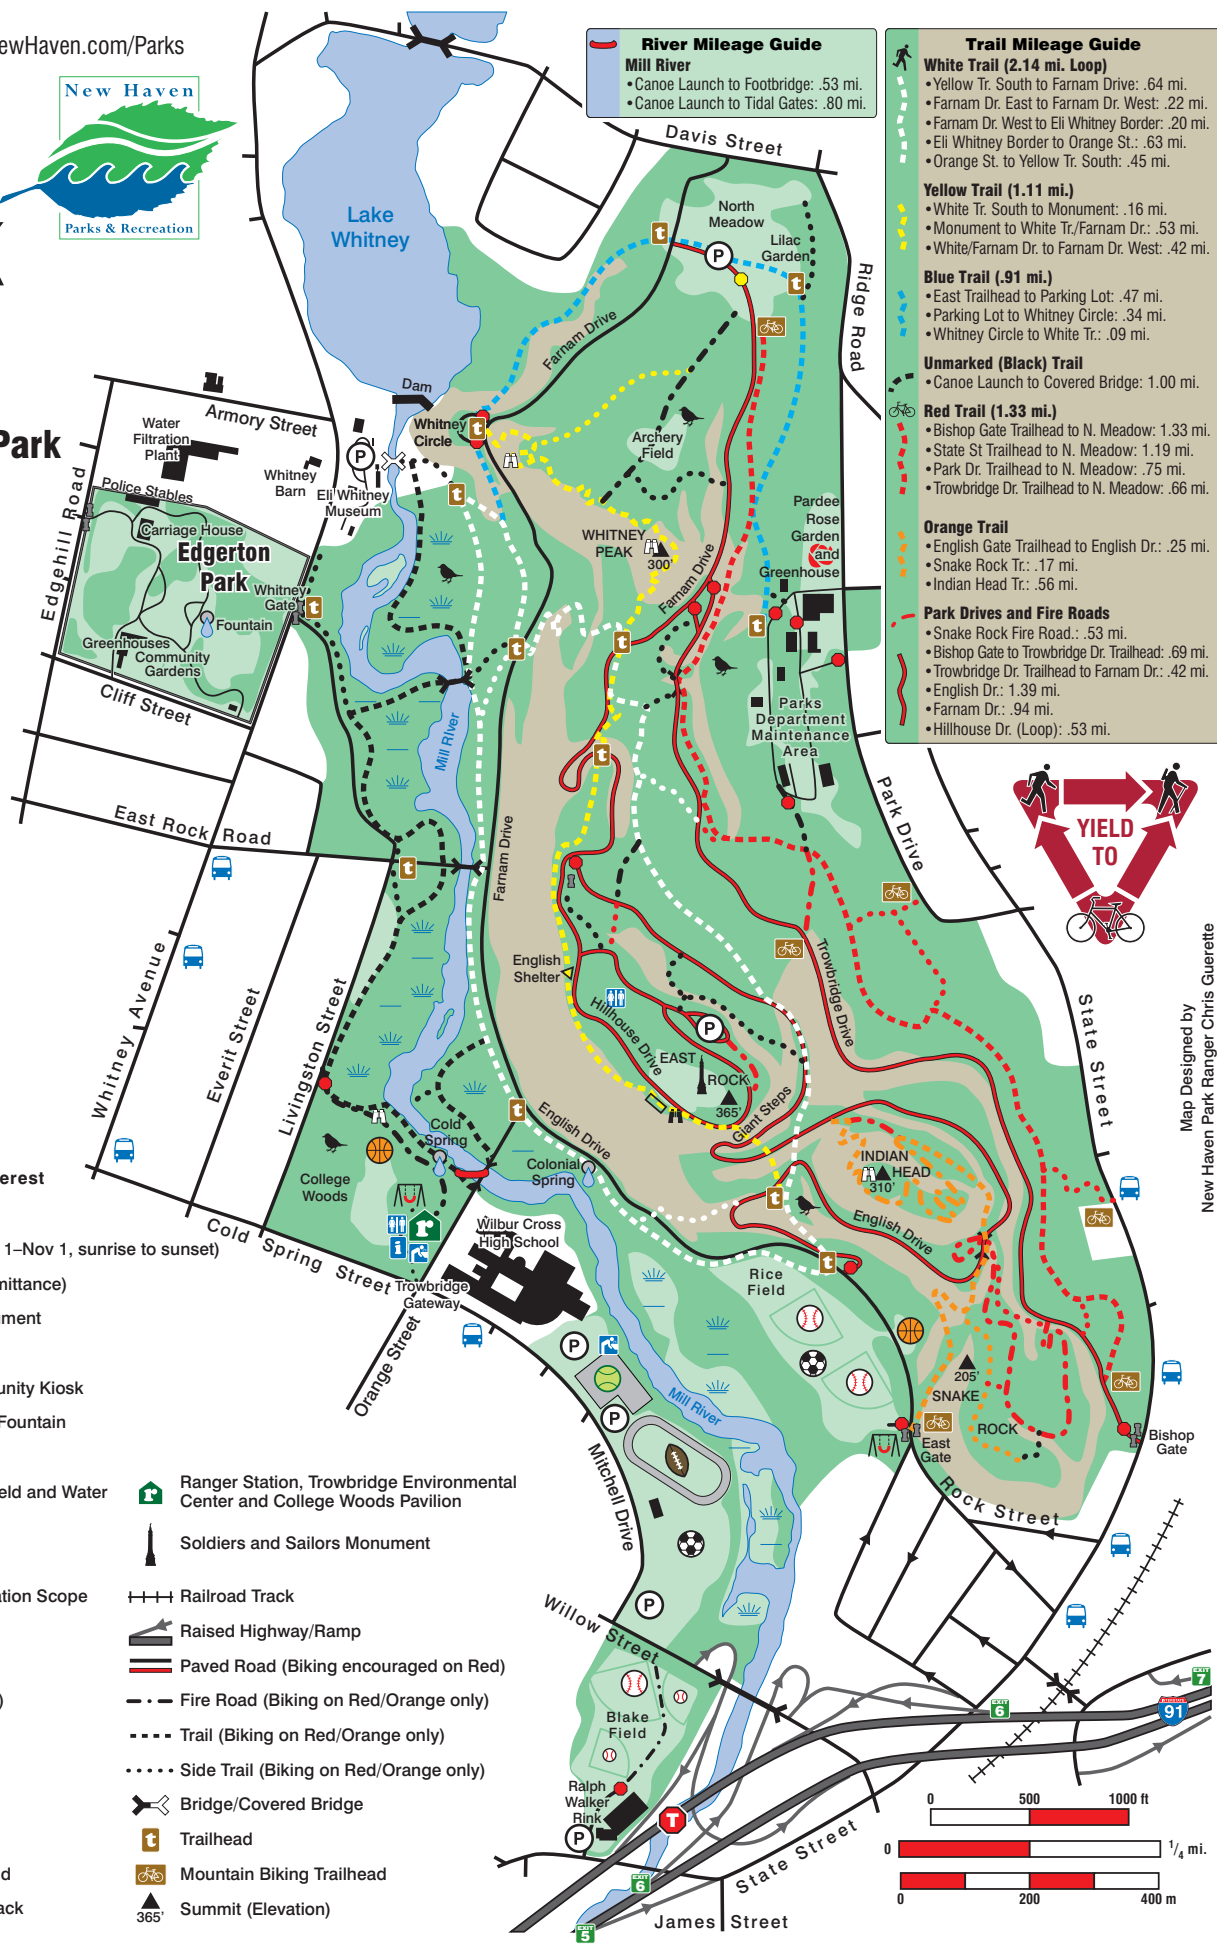 ewHaven.com/Parks
New Haven
Parks & Recreation
River Mileage Guide
Mill River
•Canoe Launch to Footbridge: .53 mi.
•Canoe Launch to Tidal Gates: .80 mi.
Trail Mileage Guide
White Trail (2.14 mi. Loop)
•Yellow Tr. South to Farnam Drive: .64 mi.
•Farnam Dr. East to Farnam Dr. West: .22 mi.
•Farnam Dr. West to Eli Whitney Border: .20 mi.
•Eli Whitney Border to Orange St.: .63 mi.
•Orange St. to Yellow Tr. South: .45 mi.
Yellow Trail (1.11 mi.)
•White Tr. South to Monument: .16 mi.
•Monument to White Tr./Farnam Dr.: .53 mi.
•White/Farnam Dr. to Farnam Dr. West: .42 mi.
Blue Trail (.91 mi.)
•East Trailhead to Parking Lot: .47 mi.
•Parking Lot to Whitney Circle: .34 mi.
•Whitney Circle to White Tr.: .09 mi.
Unmarked (Black) Trail
•Canoe Launch to Covered Bridge: 1.00 mi.
Red Trail (1.33 mi.)
•Bishop Gate Trailhead to N. Meadow: 1.33 mi.
•State St Trailhead to N. Meadow: 1.19 mi.
•Park Dr. Trailhead to N. Meadow: .75 mi.
•Trowbridge Dr. Trailhead to N. Meadow: .66 mi.
Orange Trail
•English Gate Trailhead to English Dr.: .25 mi.
•Snake Rock Tr.: .17 mi.
•Indian Head Tr.: .56 mi.
Park Drives and Fire Roads
•Snake Rock Fire Road.: .53 mi.
•Bishop Gate to Trowbridge Dr. Trailhead: .69 mi.
•Trowbridge Dr. Trailhead to Farnam Dr.: .42 mi.
•English Dr.: 1.39 mi.
•Farnam Dr.: .94 mi.
•Hillhouse Dr. (Loop): .53 mi.
Davis Street
North
Meadow
P
Lilac
Garden
t
t
Lake
Whitney
Ridge Road
Farnam Drive
Dam
Whitney
Circle
t
Armory Street
Water
Filtration
Plant
Park
Whitney
Barn
P
Eli Whitney
Museum
t
Archery
Field
Police Stables
Carriage House
Edgerton
Park
Edgehill Road
Whitney
Gate
t
Fountain
Greenhouses
Community
Gardens
Cliff Street
WHITNEY
PEAK
300'
Farnam Drive
Pardee
Rose
Garden
and
Greenhouse
t
t
t
t
Parks
Department
Maintenance
Area
Mill River
Park Drive
YIELD
TO
East Rock Road
t
Farnam Drive
English
Shelter
Hillhouse Drive
P
EAST
ROCK
365'
Trowbridge Drive
State Street
Whitney Avenue
Everit Street
Livingston Street
Giant Steps
Map Designed by
New Haven Park Ranger Chris Guerrette
t
English Drive
Cold
Spring
Colonial
Spring
College
Woods
INDIAN
HEAD
310'
t
English Drive
t
r
i
Wilbur Cross
High School
Trowbridge
Gateway
Cold Spring Street
Orange Street
Rice
Field
P
P
Mill River
205'
SNAKE
ROCK
East
Gate
Bishop
Gate
Rock Street
Mitchell Drive
P
Willow Street
Blake
Field
Ralph
Walker
Rink
P
T
EXIT 6
EXIT 7
INTERSTATE
91
EXIT 6
EXIT 5
State Street
James Street
0 500 1000 ft
0 1/4 mi.
0 200 400 m
erest
1–Nov 1, sunrise to sunset)
mittance)
ment
unity Kiosk
Fountain
eld and Water
ation Scope
)
d
ack
r Ranger Station, Trowbridge Environmental
Center and College Woods Pavilion
Soldiers and Sailors Monument
Railroad Track
Raised Highway/Ramp
Paved Road (Biking encouraged on Red)
Fire Road (Biking on Red/Orange only)
Trail (Biking on Red/Orange only)
Side Trail (Biking on Red/Orange only)
Bridge/Covered Bridge
t Trailhead
Mountain Biking Trailhead
365' Summit (Elevation)